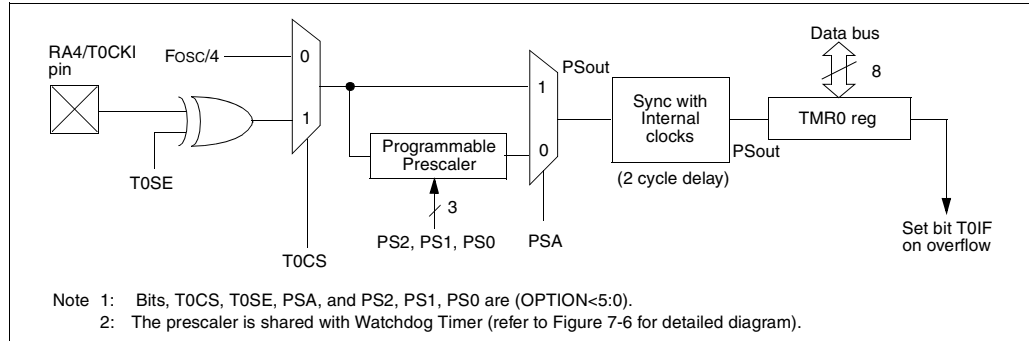 Data bus
RA4/T0CKI
pin
FOSC/4
0
8
PSout
1
Sync with
Internal
clocks
TMR0 reg
1
Programmable
Prescaler
0
PSout
T0SE
(2 cycle delay)
3
Set bit T0IF
on overflow
PS2, PS1, PS0
PSA
T0CS
Note 1: Bits, T0CS, T0SE, PSA, and PS2, PS1, PS0 are (OPTION<5:0).
2: The prescaler is shared with Watchdog Timer (refer to Figure 7-6 for detailed diagram).